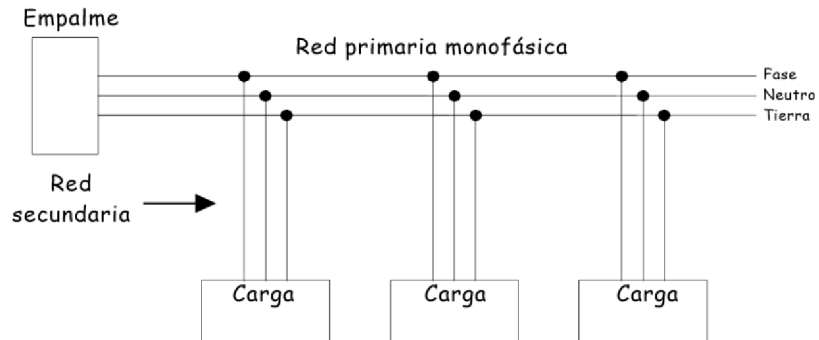 Empalme
Red primaria monofásica
Fase
Neutro
Tierra
Red
secundaria
Carga
Carga
Carga